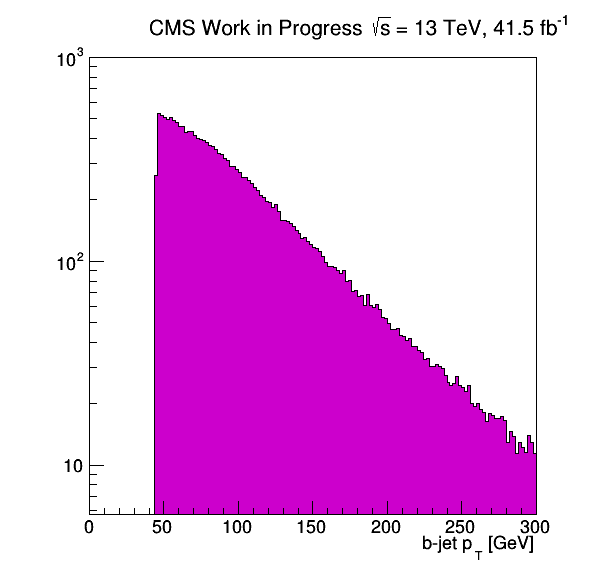 CMS Work in Progress √s = 13 TeV, 41.5 fb⁻¹
10³
10²
10
0 50 100 150 200 250 300
b-jet p_T [GeV]